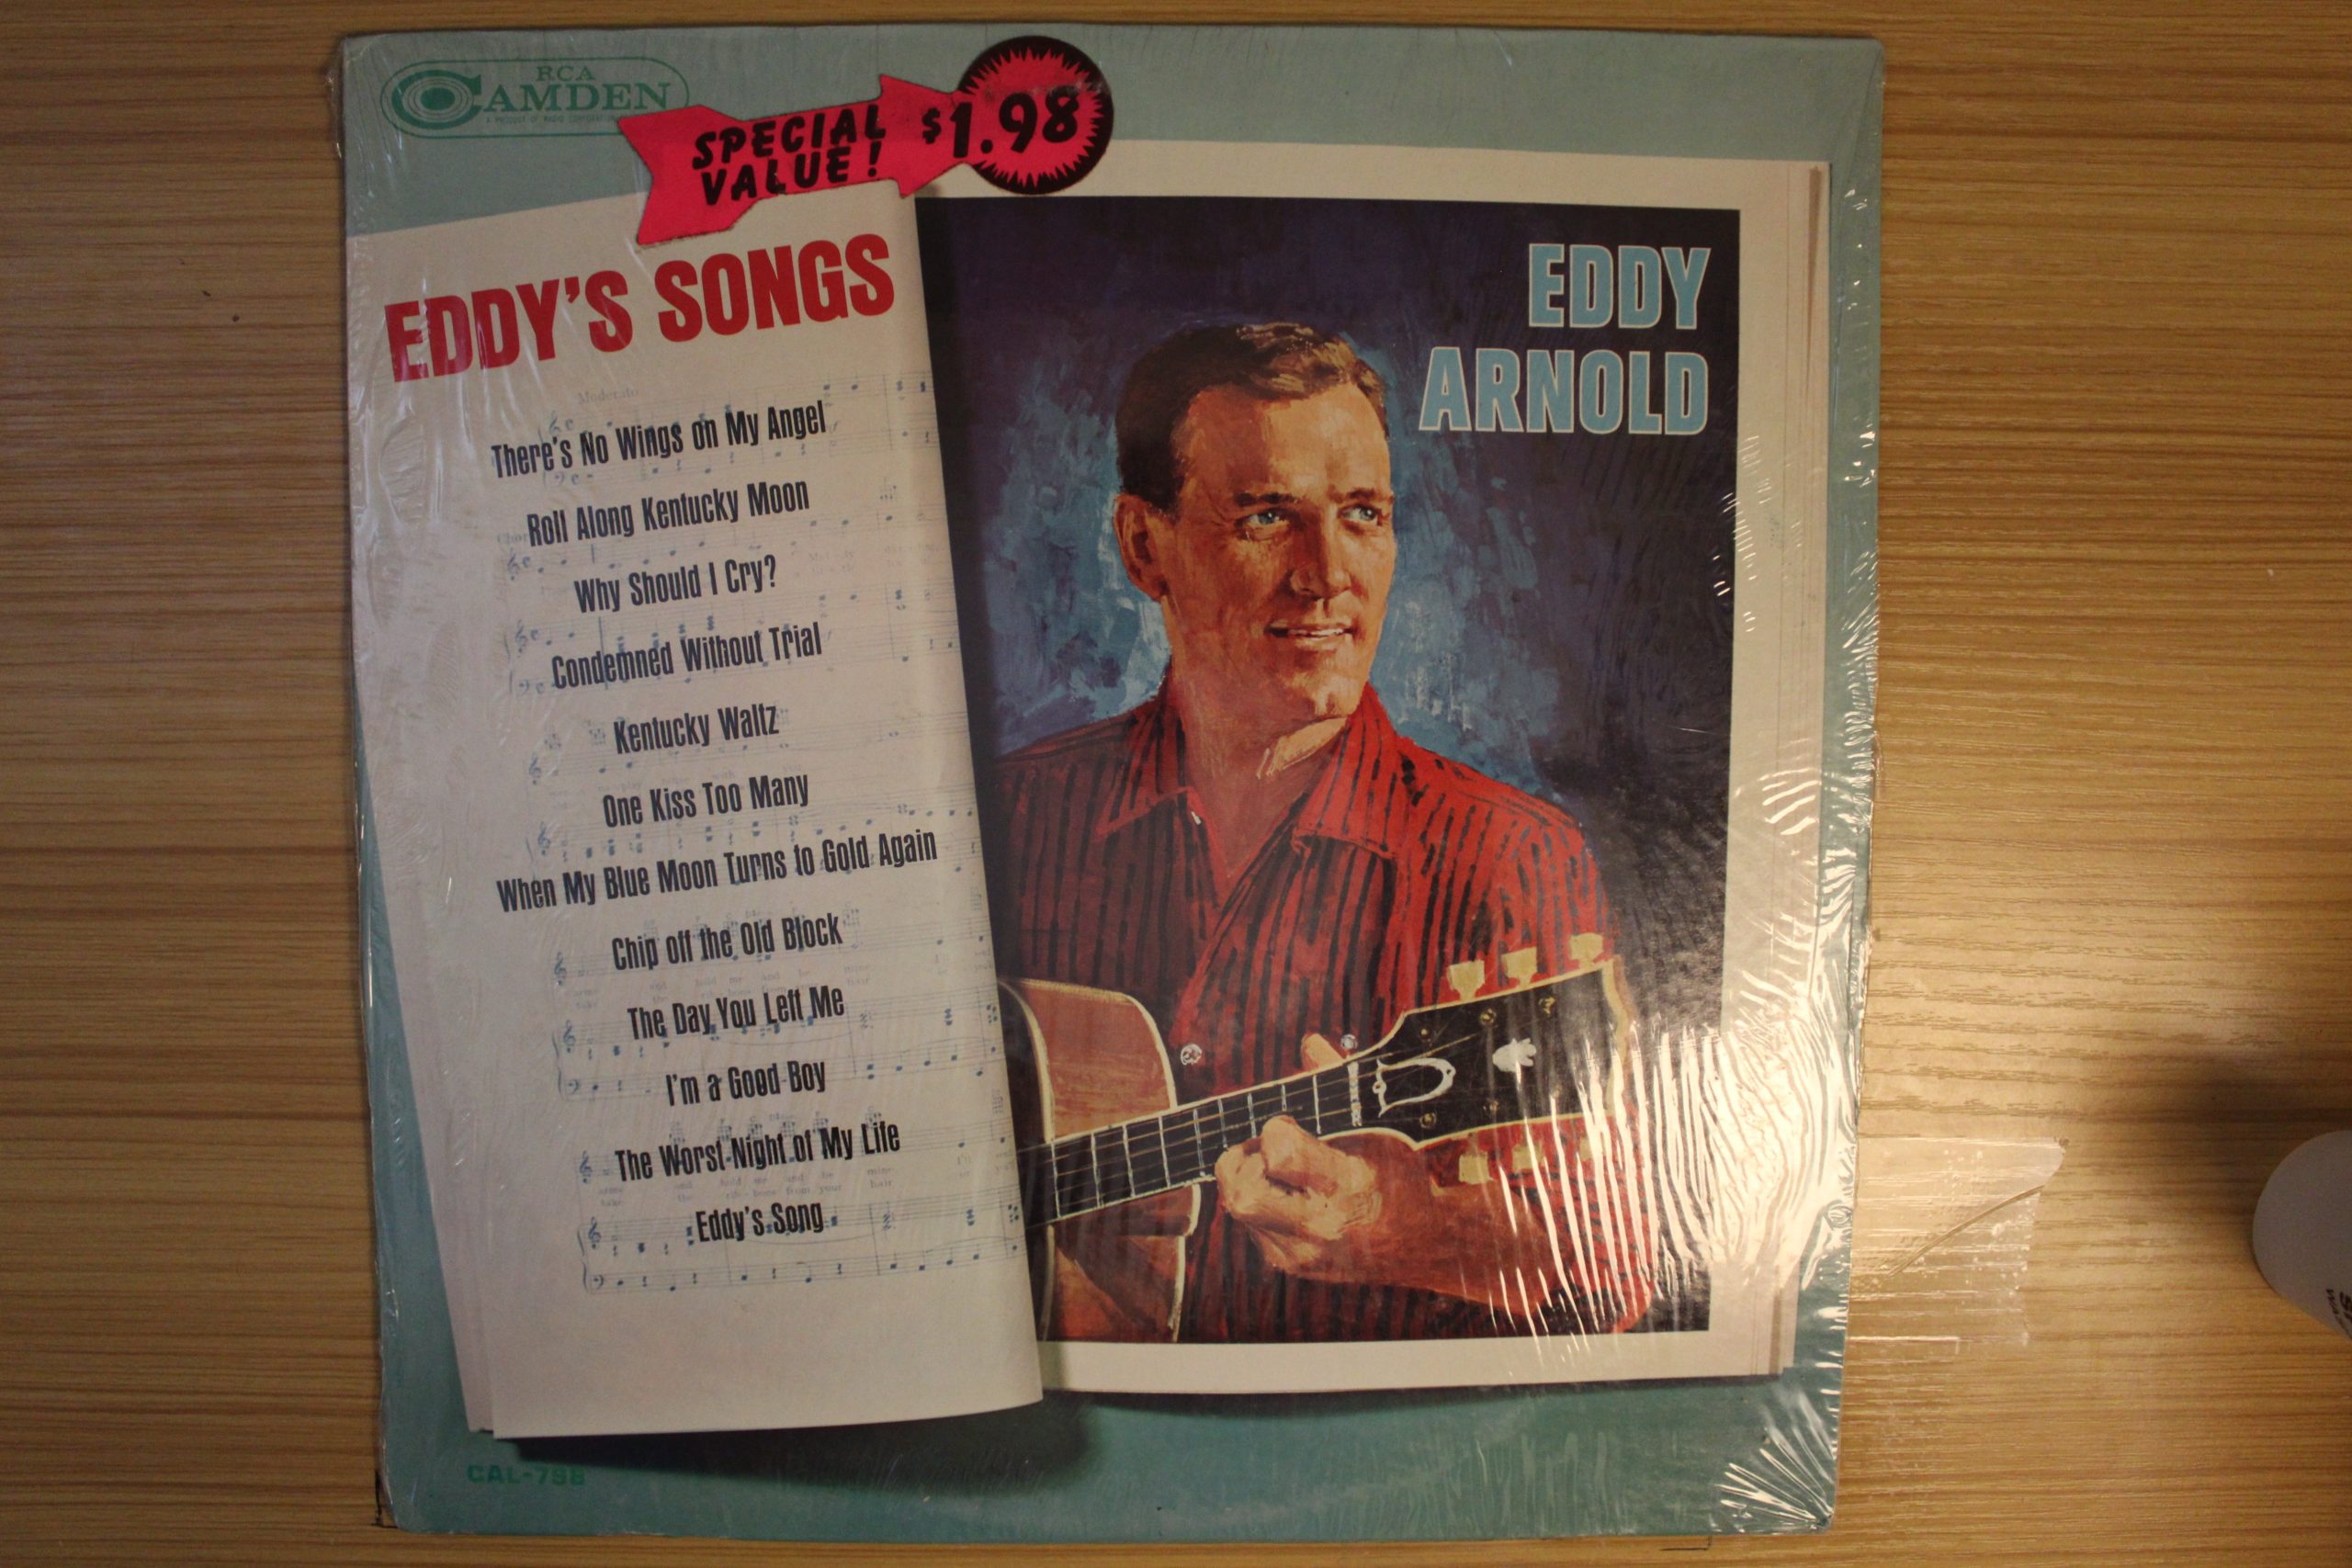 RCA
CAMDEN
SPECIAL
VALUE!
$1.98
EDDY'S SONGS
EDDY
ARNOLD
Moderato
There's No Wings on My Angel
Roll Along Kentucky Moon
Why Should I Cry?
Condemned Without Trial
Kentucky Waltz
One Kiss Too Many
When My Blue Moon Turns to Gold Again
Chip off the Old Block
The Day You Left Me
I'm a Good Boy
The Worst Night of My Life
Eddy's Song
CAL-798